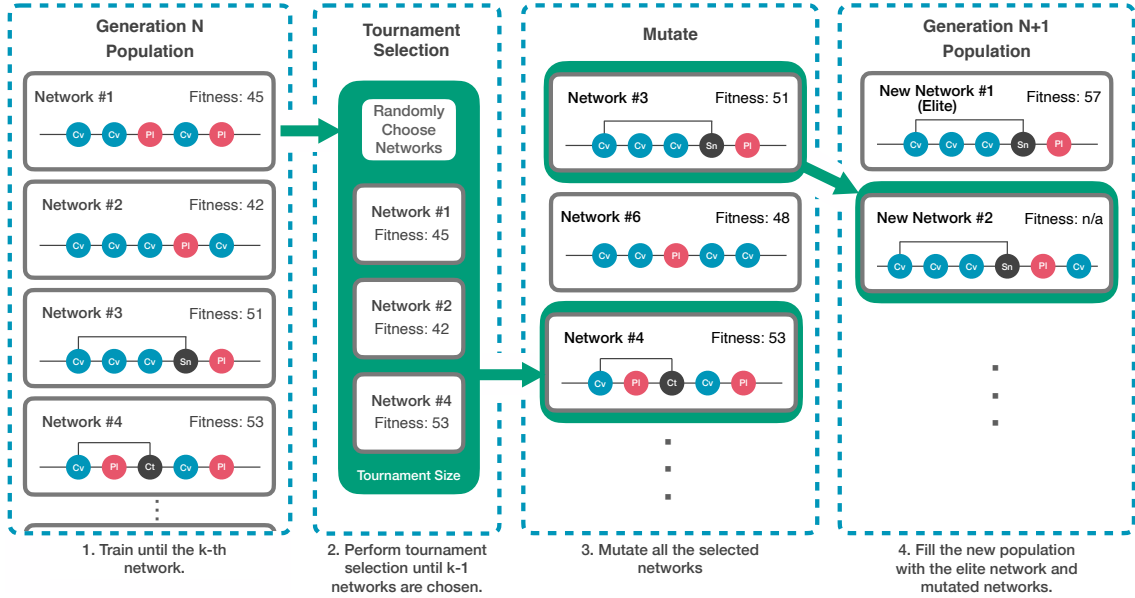 Generation N
Population
Network #1 Fitness: 45
Cv Cv Pl Cv Pl
Network #2 Fitness: 42
Cv Cv Cv Pl Cv
Network #3 Fitness: 51
Cv Cv Cv Sn Pl
Network #4 Fitness: 53
Cv Pl Ct Cv Pl
1. Train until the k-th
network.
Tournament
Selection
Randomly
Choose
Networks
Network #1
Fitness: 45
Network #2
Fitness: 42
Network #4
Fitness: 53
Tournament Size
2. Perform tournament
selection until k-1
networks are chosen.
Mutate
Network #3 Fitness: 51
Cv Cv Cv Sn Pl
Network #6 Fitness: 48
Cv Cv Pl Cv Cv
Network #4 Fitness: 53
Cv Pl Ct Cv Pl
3. Mutate all the selected
networks
Generation N+1
Population
New Network #1 Fitness: 57
(Elite)
Cv Cv Cv Sn Pl
New Network #2 Fitness: n/a
Cv Cv Cv Sn Pl Cv
4. Fill the new population
with the elite network and
mutated networks.